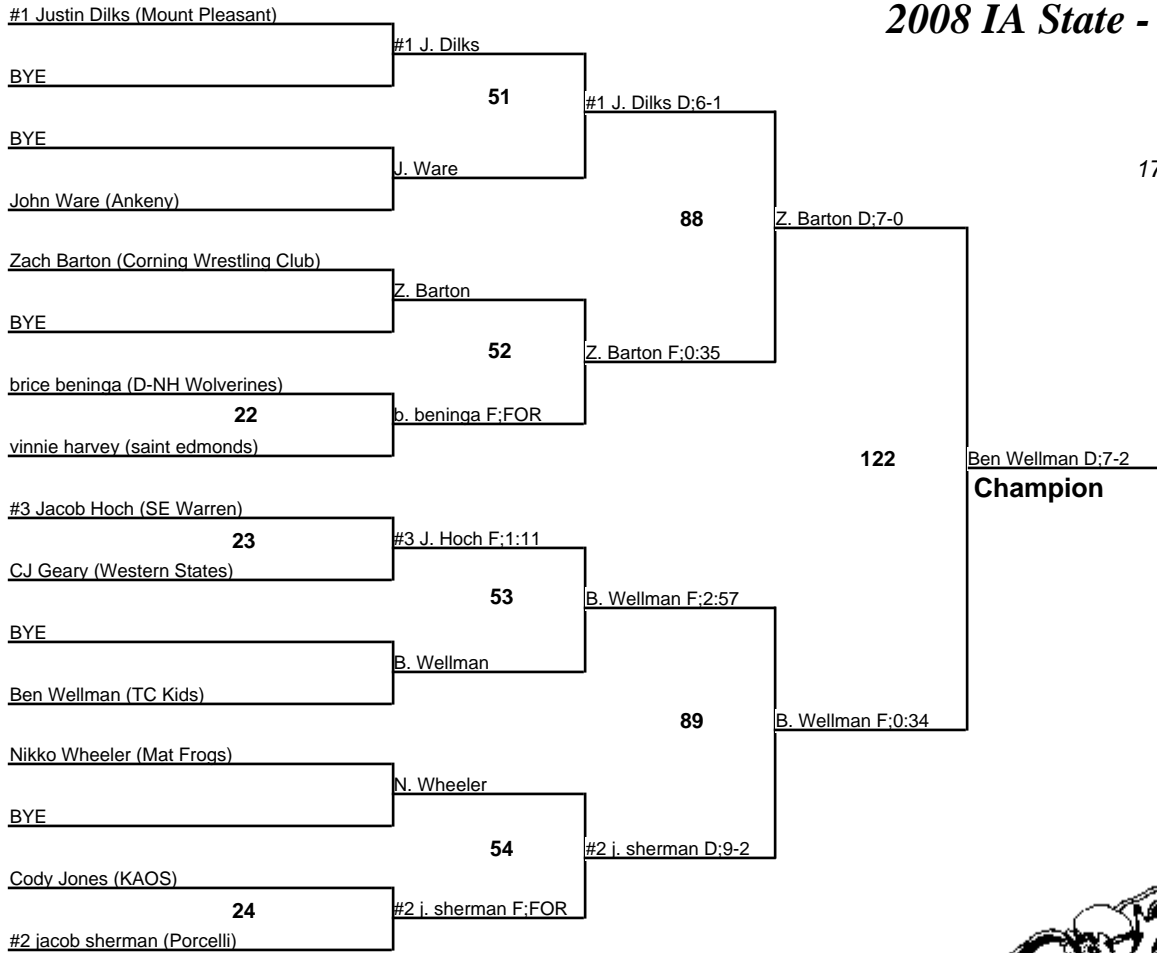 2008 IA State -
17
#1 Justin Dilks (Mount Pleasant)
BYE
BYE
John Ware (Ankeny)
Zach Barton (Corning Wrestling Club)
BYE
brice beninga (D-NH Wolverines)
22
vinnie harvey (saint edmonds)
#3 Jacob Hoch (SE Warren)
23
CJ Geary (Western States)
BYE
Ben Wellman (TC Kids)
Nikko Wheeler (Mat Frogs)
BYE
Cody Jones (KAOS)
24
#2 jacob sherman (Porcelli)
#1 J. Dilks
51
J. Ware
Z. Barton
52
b. beninga F;FOR
#3 J. Hoch F;1:11
53
B. Wellman
N. Wheeler
54
#2 j. sherman F;FOR
#1 J. Dilks D;6-1
88
Z. Barton F;0:35
B. Wellman F;2:57
89
#2 j. sherman D;9-2
Z. Barton D;7-0
122
B. Wellman F;0:34
Ben Wellman D;7-2
Champion